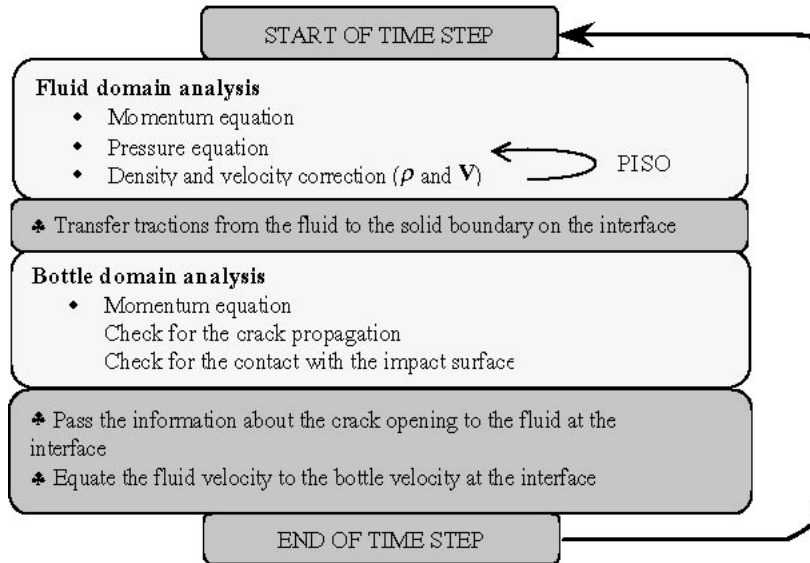 START OF TIME STEP
Fluid domain analysis
• Momentum equation
• Pressure equation
• Density and velocity correction (ρ and V)
PISO
♣ Transfer tractions from the fluid to the solid boundary on the interface
Bottle domain analysis
• Momentum equation
Check for the crack propagation
Check for the contact with the impact surface
♣ Pass the information about the crack opening to the fluid at the
interface
♣ Equate the fluid velocity to the bottle velocity at the interface
END OF TIME STEP